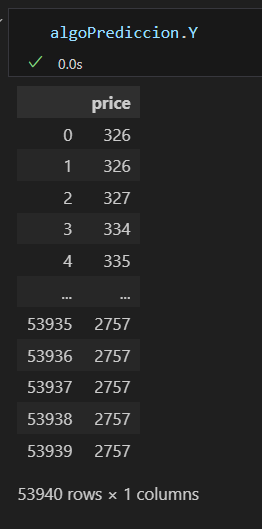 algoPrediccion.Y
0.0s
price
0 326
1 326
2 327
3 334
4 335
... ...
53935 2757
53936 2757
53937 2757
53938 2757
53939 2757
53940 rows × 1 columns